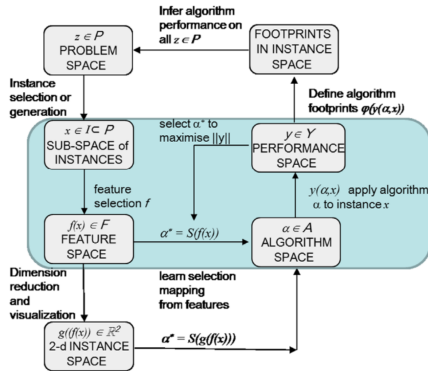 Infer algorithm
performance on
all z ∈ P
z ∈ P
PROBLEM
SPACE
FOOTPRINTS
IN INSTANCE
SPACE
Instance
selection or
generation
Define algorithm
footprints φ(y(α,x)
x ∈ I⊂ P
SUB-SPACE of
INSTANCES
select α* to
maximise ||y||
y ∈ Y
PERFORMANCE
SPACE
feature
selection f
y(α,x) apply algorithm
α to instance x
f(x) ∈ F
FEATURE
SPACE
α* = S(f(x))
α ∈ A
ALGORITHM
SPACE
Dimension
reduction and
visualization
learn selection
mapping
from features
g((f(x)) ∈ ℝ²
2-d INSTANCE
SPACE
α* = S(g(f(x)))